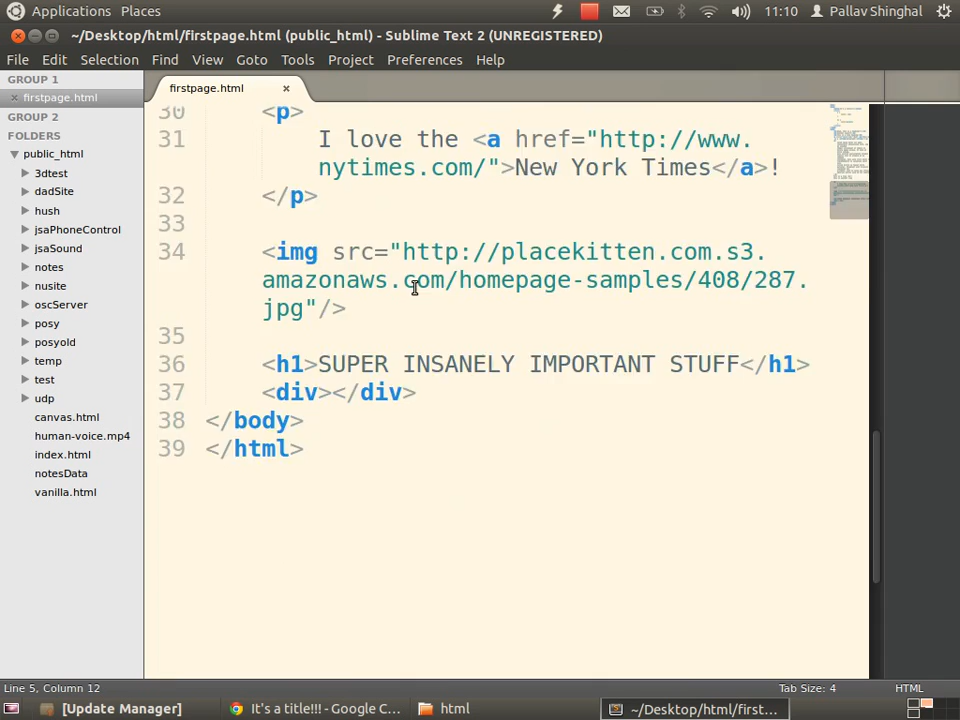 Applications Places
11:10
Pallav Shinghal
~/Desktop/html/firstpage.html (public_html) - Sublime Text 2 (UNREGISTERED)
File Edit Selection Find View Goto Tools Project Preferences Help
GROUP 1
firstpage.html
GROUP 2
FOLDERS
public_html
3dtest
dadSite
hush
jsaPhoneControl
jsaSound
notes
nusite
oscServer
posy
posyold
temp
test
udp
canvas.html
human-voice.mp4
index.html
notesData
vanilla.html
firstpage.html
30 <p>
31 I love the <a href="http://www.
nytimes.com/">New York Times</a>!
32 </p>
33
34 <img src="http://placekitten.com.s3.
amazonaws.com/homepage-samples/408/287.
jpg"/>
35
36 <h1>SUPER INSANELY IMPORTANT STUFF</h1>
37 <div></div>
38 </body>
39 </html>
Line 5, Column 12
Tab Size: 4
HTML
[Update Manager]
It's a title!!! - Google C...
html
~/Desktop/html/first...